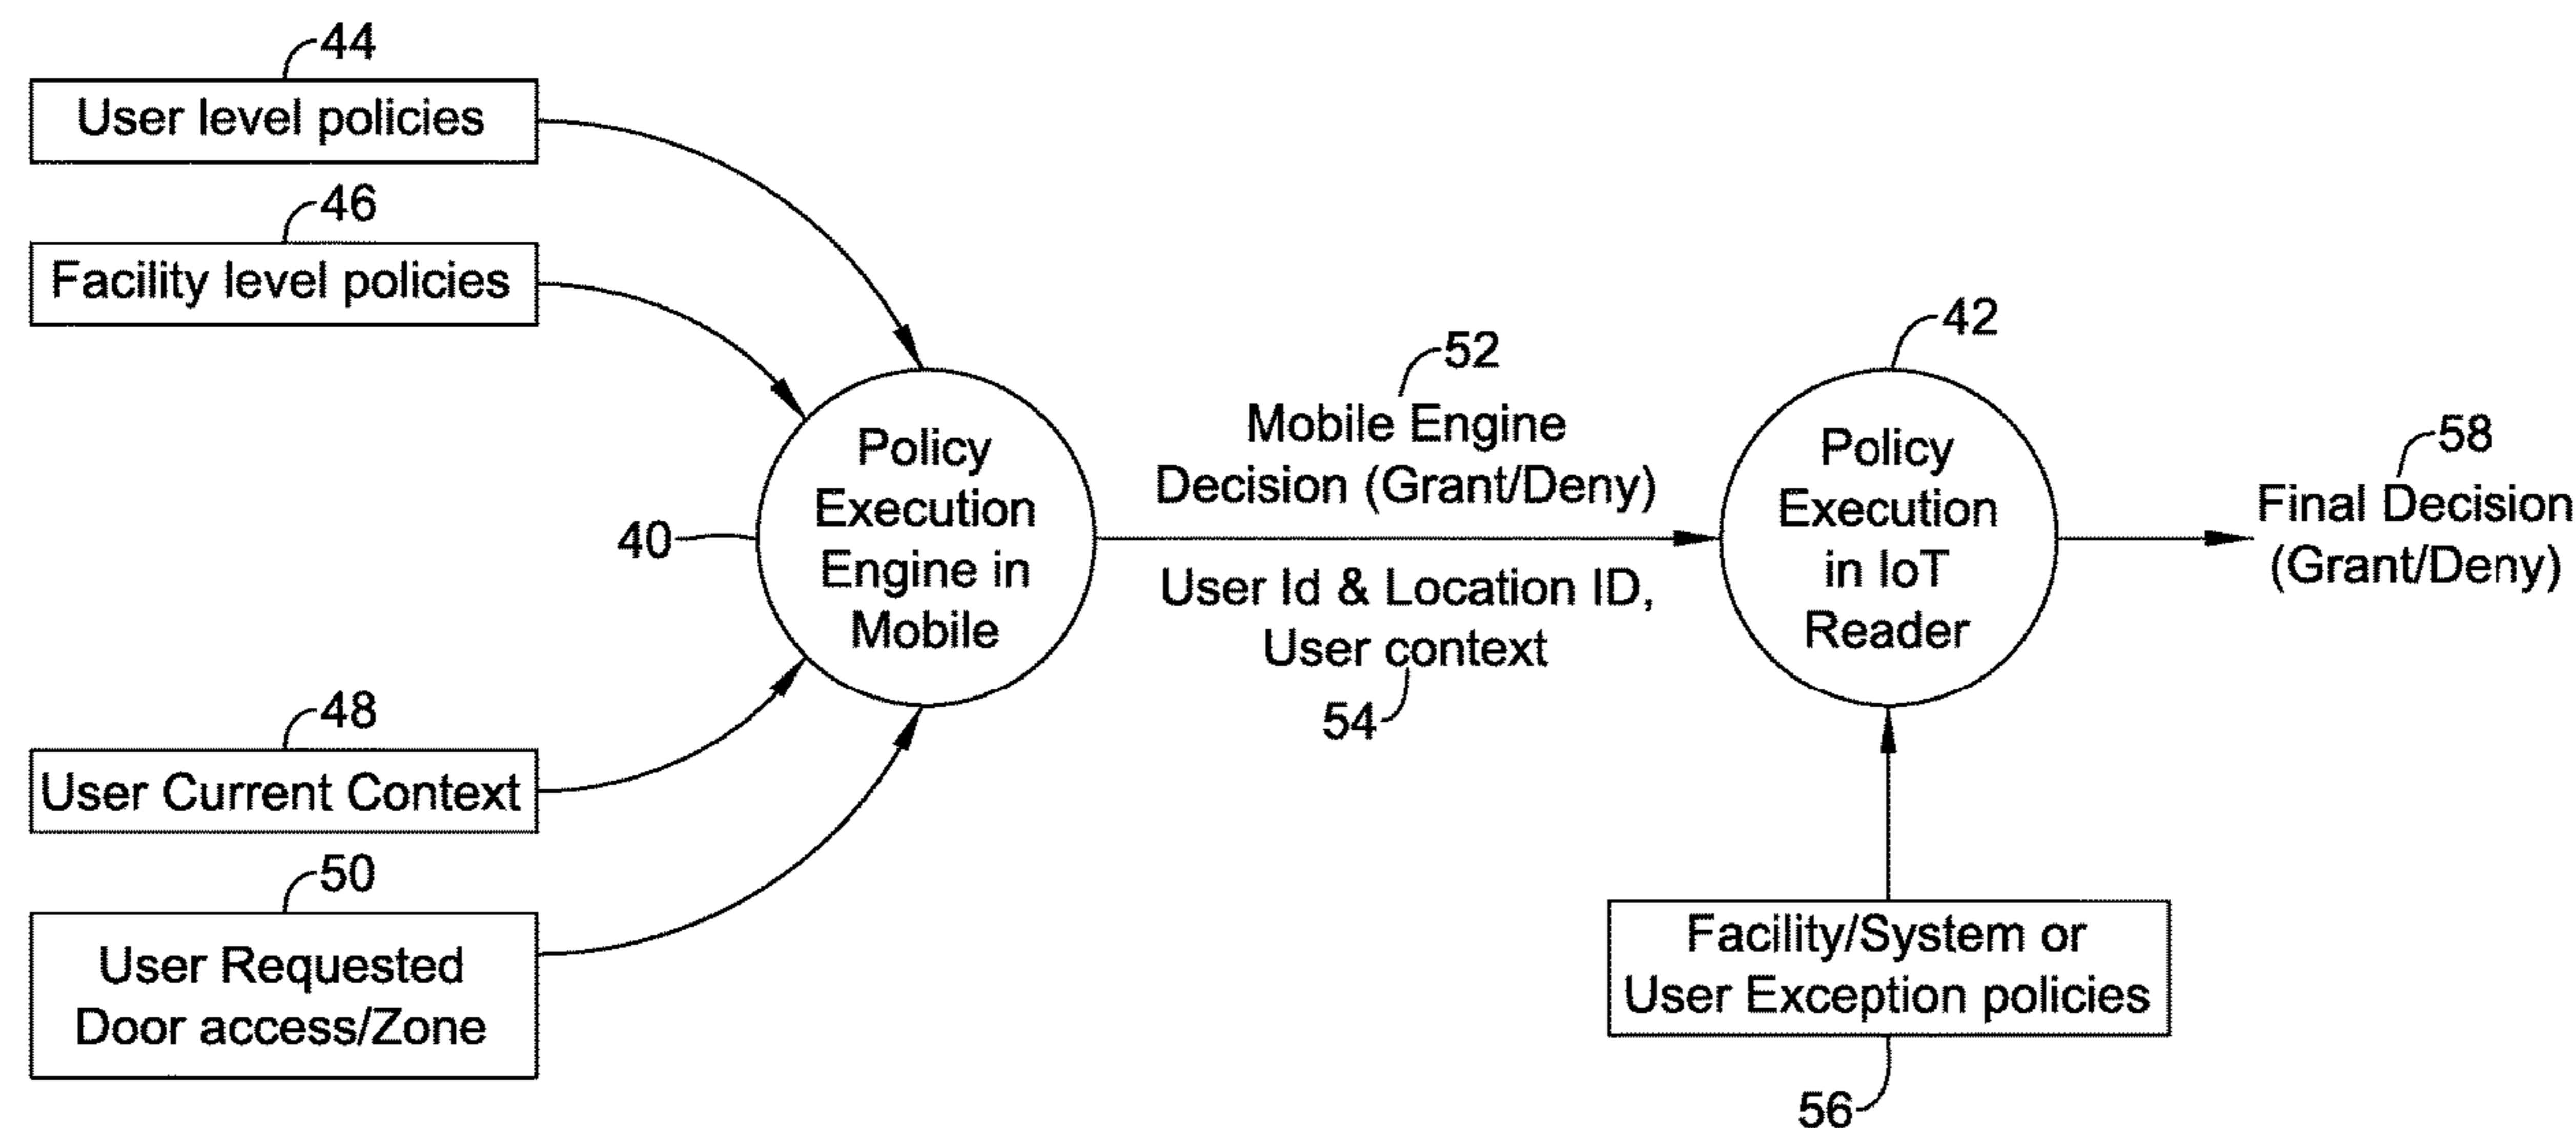 44
User level policies
46
Facility level policies
40
Policy
Execution
Engine in
Mobile
48
User Current Context
50
User Requested
Door access/Zone
52
Mobile Engine
Decision (Grant/Deny)
User Id & Location ID,
User context
54
42
Policy
Execution
in IoT
Reader
Facility/System or
User Exception policies
56
58
Final Decision
(Grant/Deny)